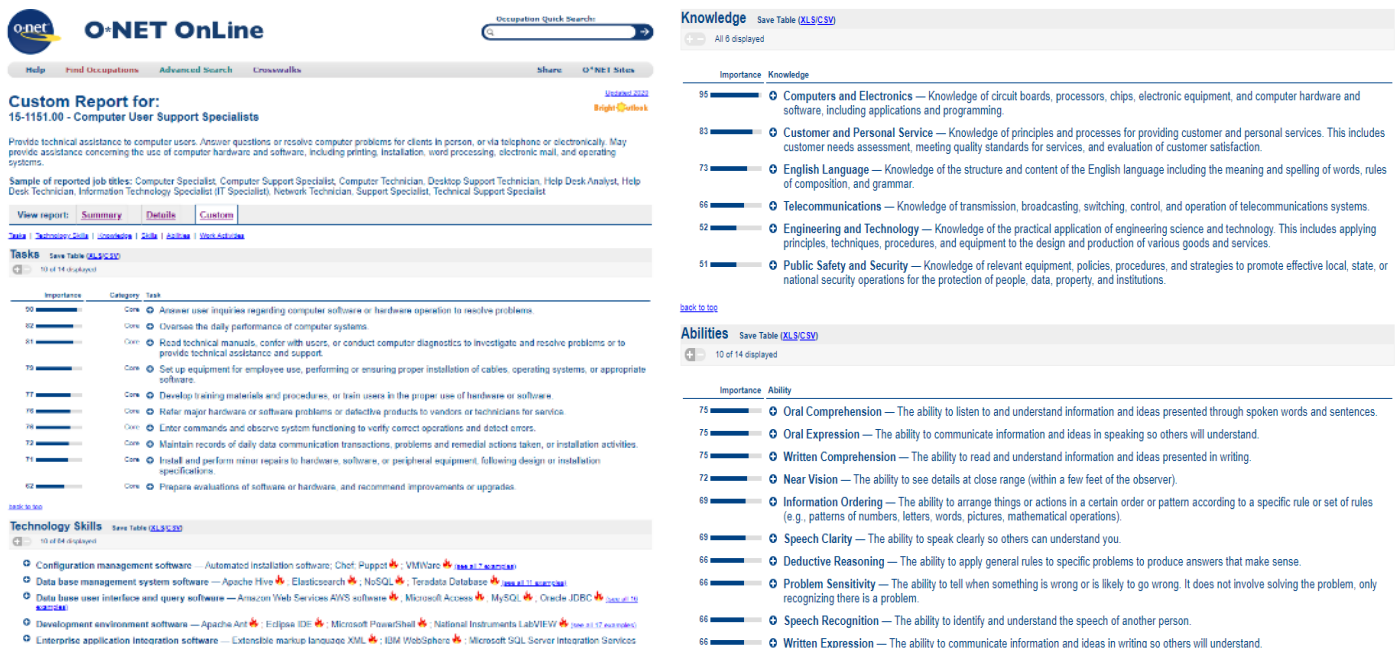 o·net
O*NET OnLine
Occupation Quick Search:
Help Find Occupations Advanced Search Crosswalks Share O*NET Sites
Updated 2020
Bright Outlook
Custom Report for:
15-1151.00 - Computer User Support Specialists
Provide technical assistance to computer users. Answer questions or resolve computer problems for clients in person, or via telephone or electronically. May
provide assistance concerning the use of computer hardware and software, including printing, installation, word processing, electronic mail, and operating
systems.
Sample of reported job titles: Computer Specialist, Computer Support Specialist, Computer Technician, Desktop Support Technician, Help Desk Analyst, Help
Desk Technician, Information Technology Specialist (IT Specialist), Network Technician, Support Specialist, Technical Support Specialist
View report: Summary Details Custom
Tasks | Technology Skills | Knowledge | Skills | Abilities | Work Activities
Tasks Save Table (XLS/CSV)
10 of 14 displayed
Importance Category Task
90 Core Answer user inquiries regarding computer software or hardware operation to resolve problems.
82 Core Oversee the daily performance of computer systems.
81 Core Read technical manuals, confer with users, or conduct computer diagnostics to investigate and resolve problems or to
provide technical assistance and support.
79 Core Set up equipment for employee use, performing or ensuring proper installation of cables, operating systems, or appropriate
software.
77 Core Develop training materials and procedures, or train users in the proper use of hardware or software.
76 Core Refer major hardware or software problems or defective products to vendors or technicians for service.
76 Core Enter commands and observe system functioning to verify correct operations and detect errors.
72 Core Maintain records of daily data communication transactions, problems and remedial actions taken, or installation activities.
71 Core Install and perform minor repairs to hardware, software, or peripheral equipment, following design or installation
specifications.
62 Core Prepare evaluations of software or hardware, and recommend improvements or upgrades.
back to top
Technology Skills Save Table (XLS/CSV)
10 of 64 displayed
Configuration management software — Automated installation software; Chef; Puppet ; VMWare (see all 7 examples)
Data base management system software — Apache Hive ; Elasticsearch ; NoSQL ; Teradata Database (see all 11 examples)
Data base user interface and query software — Amazon Web Services AWS software ; Microsoft Access ; MySQL ; Oracle JDBC (see all 16
examples)
Development environment software — Apache Ant ; Eclipse IDE ; Microsoft PowerShell ; National Instruments LabVIEW (see all 17 examples)
Enterprise application integration software — Extensible markup language XML ; IBM WebSphere ; Microsoft SQL Server Integration Services
Knowledge Save Table (XLS/CSV)
All 6 displayed
Importance Knowledge
95 Computers and Electronics — Knowledge of circuit boards, processors, chips, electronic equipment, and computer hardware and
software, including applications and programming.
83 Customer and Personal Service — Knowledge of principles and processes for providing customer and personal services. This includes
customer needs assessment, meeting quality standards for services, and evaluation of customer satisfaction.
73 English Language — Knowledge of the structure and content of the English language including the meaning and spelling of words, rules
of composition, and grammar.
66 Telecommunications — Knowledge of transmission, broadcasting, switching, control, and operation of telecommunications systems.
52 Engineering and Technology — Knowledge of the practical application of engineering science and technology. This includes applying
principles, techniques, procedures, and equipment to the design and production of various goods and services.
51 Public Safety and Security — Knowledge of relevant equipment, policies, procedures, and strategies to promote effective local, state, or
national security operations for the protection of people, data, property, and institutions.
back to top
Abilities Save Table (XLS/CSV)
10 of 14 displayed
Importance Ability
75 Oral Comprehension — The ability to listen to and understand information and ideas presented through spoken words and sentences.
75 Oral Expression — The ability to communicate information and ideas in speaking so others will understand.
75 Written Comprehension — The ability to read and understand information and ideas presented in writing.
72 Near Vision — The ability to see details at close range (within a few feet of the observer).
69 Information Ordering — The ability to arrange things or actions in a certain order or pattern according to a specific rule or set of rules
(e.g., patterns of numbers, letters, words, pictures, mathematical operations).
69 Speech Clarity — The ability to speak clearly so others can understand you.
66 Deductive Reasoning — The ability to apply general rules to specific problems to produce answers that make sense.
66 Problem Sensitivity — The ability to tell when something is wrong or is likely to go wrong. It does not involve solving the problem, only
recognizing there is a problem.
66 Speech Recognition — The ability to identify and understand the speech of another person.
66 Written Expression — The ability to communicate information and ideas in writing so others will understand.